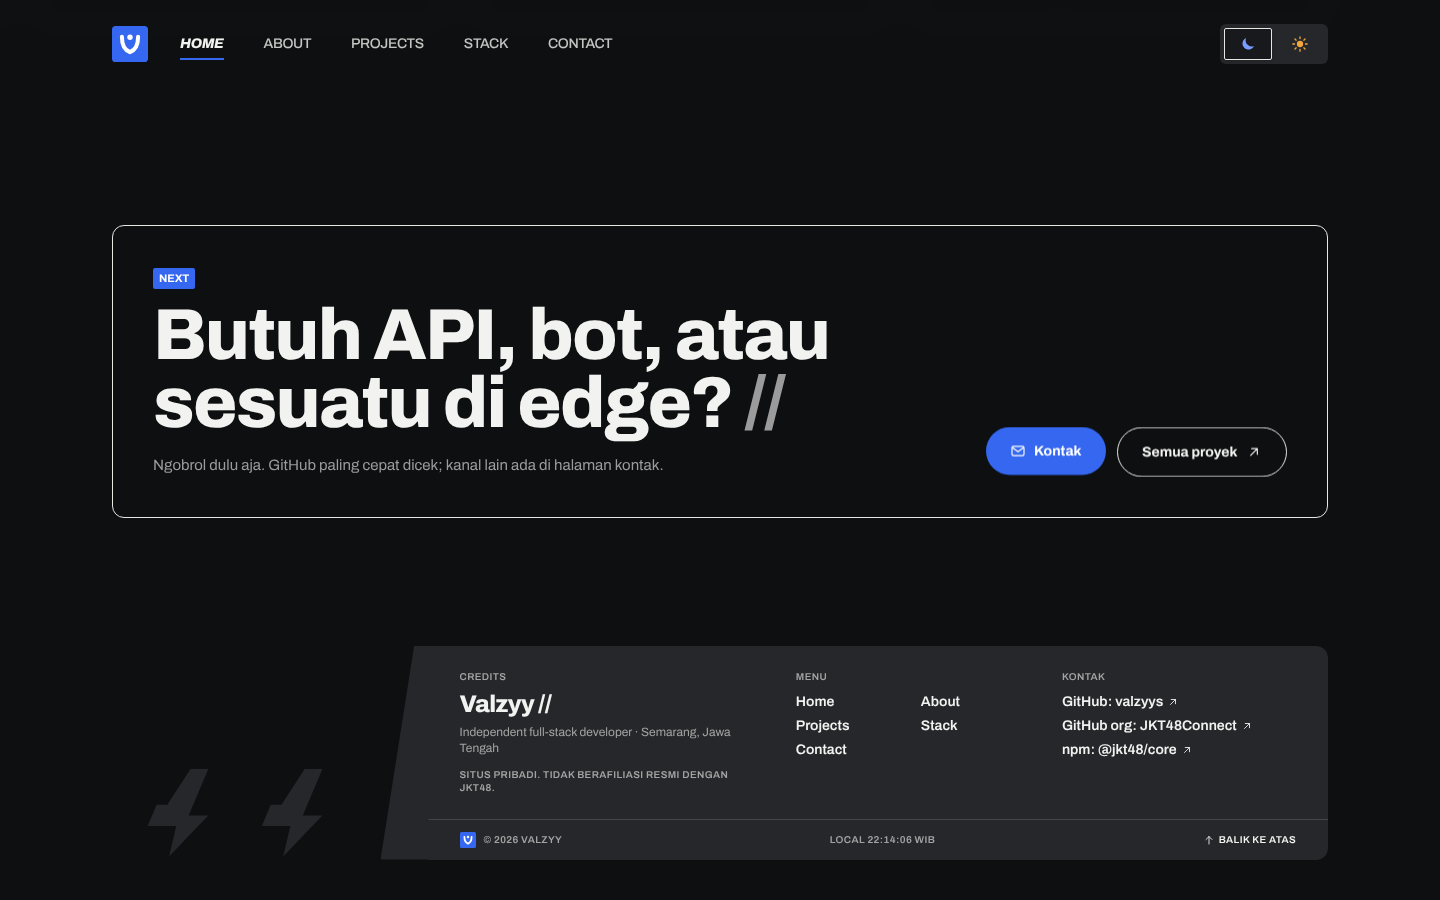 HOME ABOUT PROJECTS STACK CONTACT
NEXT
Butuh API, bot, atau
sesuatu di edge? //
Ngobrol dulu aja. GitHub paling cepat dicek; kanal lain ada di halaman kontak.
Kontak
Semua proyek
CREDITS
Valzyy //
Independent full-stack developer · Semarang, Jawa
Tengah
SITUS PRIBADI. TIDAK BERAFILIASI RESMI DENGAN
JKT48.
MENU
Home About
Projects Stack
Contact
KONTAK
GitHub: valzyys
GitHub org: JKT48Connect
npm: @jkt48/core
© 2026 VALZYY
LOCAL 22:14:06 WIB
BALIK KE ATAS